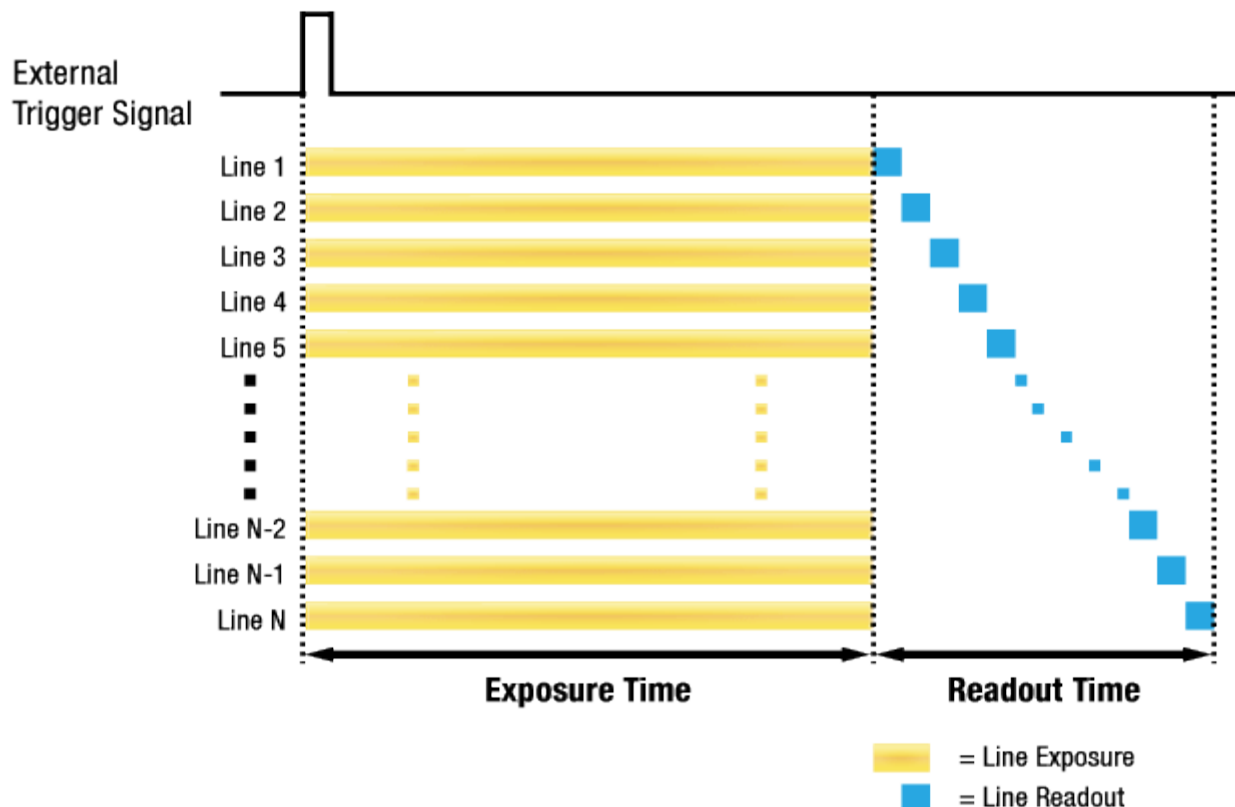 External
Trigger Signal
Line 1
Line 2
Line 3
Line 4
Line 5
Line N-2
Line N-1
Line N
Exposure Time
Readout Time
= Line Exposure
= Line Readout